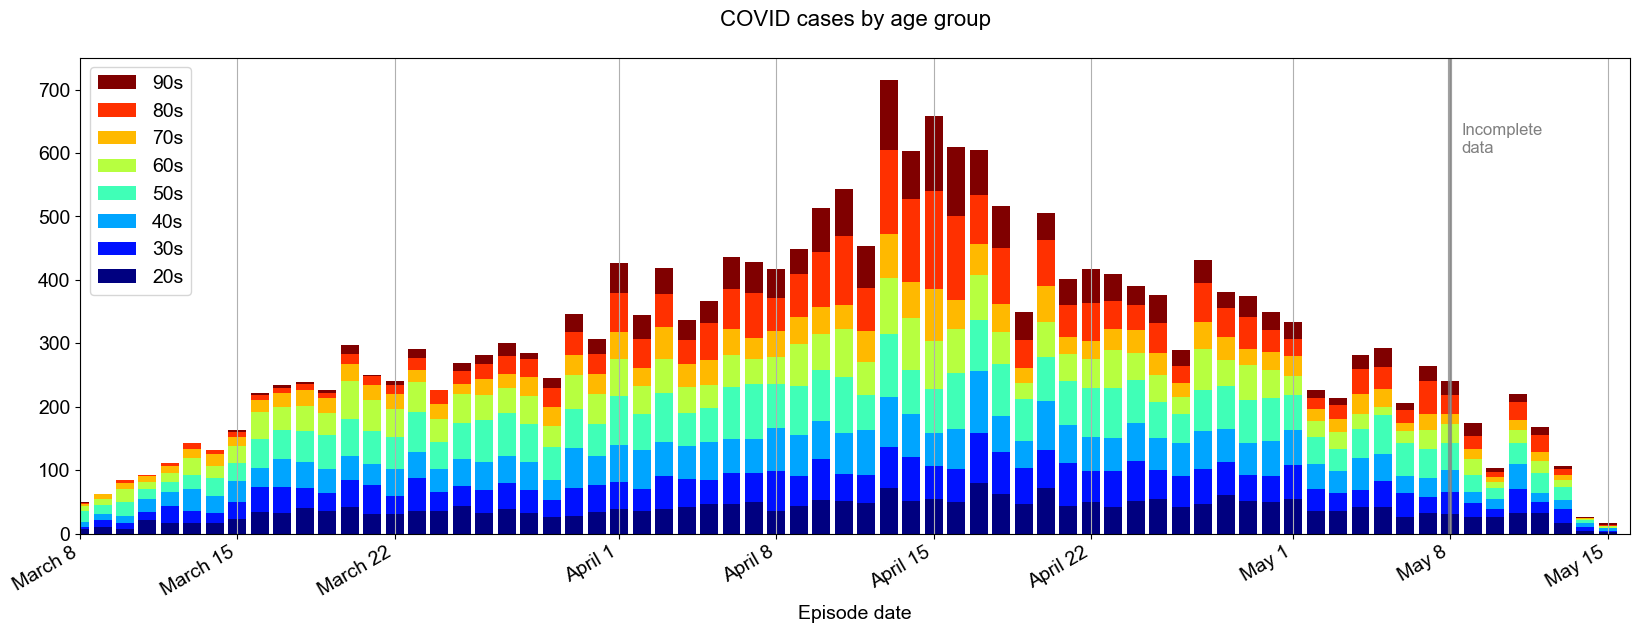 COVID cases by age group
700
600
500
400
300
200
100
0
90s
80s
70s
60s
50s
40s
30s
20s
Incomplete
data
March 8
March 15
March 22
April 1
April 8
April 15
April 22
May 1
May 8
May 15
Episode date